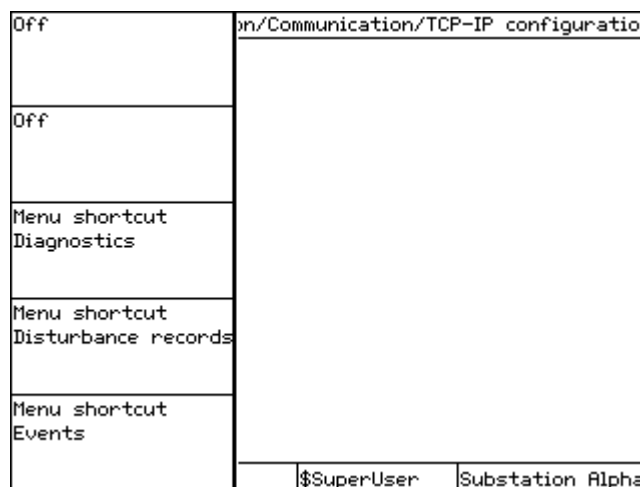 Off
Off
Menu shortcut
Diagnostics
Menu shortcut
Disturbance records
Menu shortcut
Events
on/Communication/TCP-IP configuratio
$SuperUser
Substation Alpha